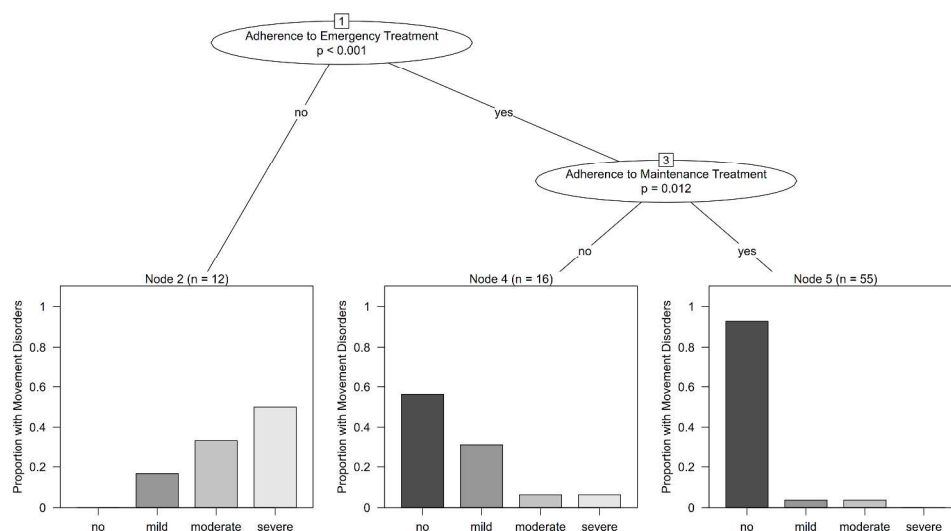 1
Adherence to Emergency Treatment
p < 0.001
no
yes
3
Adherence to Maintenance Treatment
p = 0.012
no
yes
Node 2 (n = 12)
Proportion with Movement Disorders
1
0.8
0.6
0.4
0.2
0
no mild moderate severe
Node 4 (n = 16)
Proportion with Movement Disorders
1
0.8
0.6
0.4
0.2
0
no mild moderate severe
Node 5 (n = 55)
Proportion with Movement Disorders
1
0.8
0.6
0.4
0.2
0
no mild moderate severe